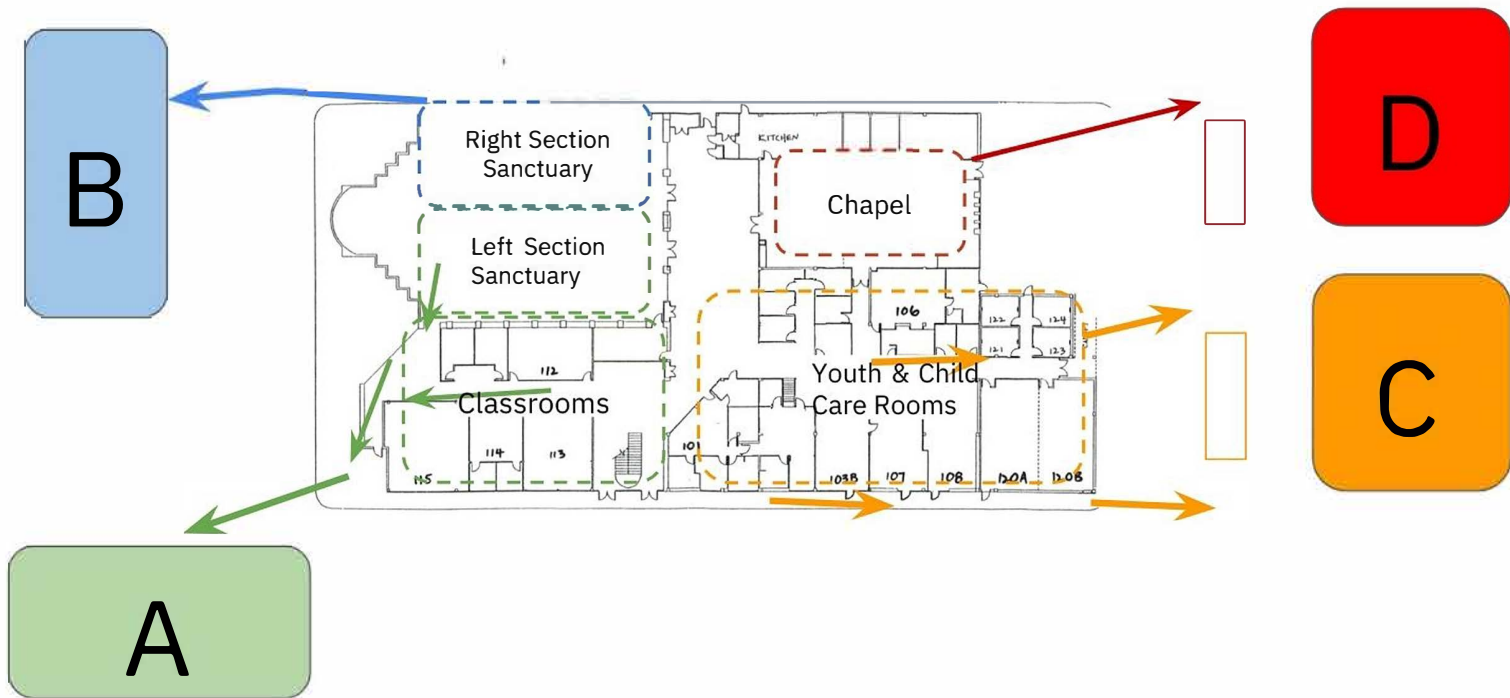 B
D
Right Section
Sanctuary
KITCHEN
Chapel
Left Section
Sanctuary
106
122
124
121
123
C
112
Youth & Child
Care Rooms
Classrooms
101
114
113
115
103B
107
108
120A
120B
A